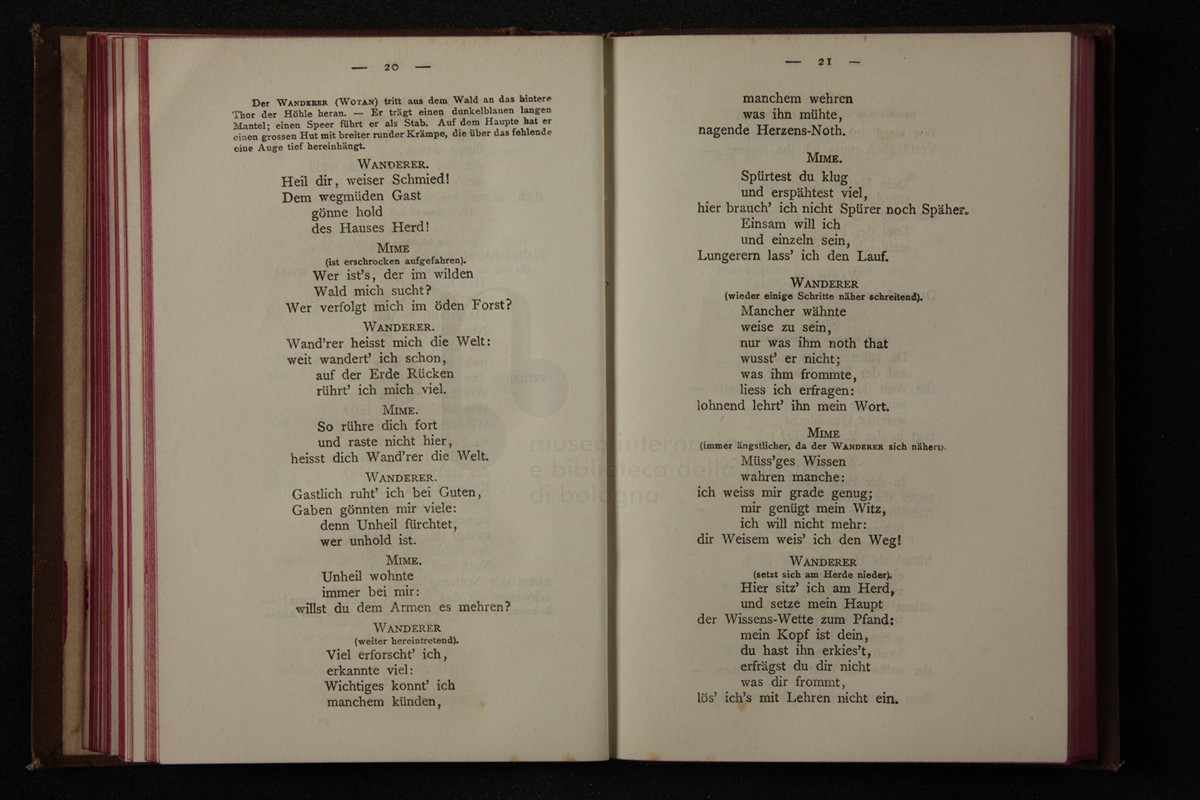 — 20 —
Der WANDERER (WOTAN) tritt aus dem Wald an das hintere
Thor der Höhle heran. — Er trägt einen dunkelblauen langen
Mantel; einen Speer führt er als Stab. Auf dem Haupte hat er
einen grossen Hut mit breiter runder Krämpe, die über das fehlende
eine Auge tief hereinhängt.
WANDERER.
Heil dir, weiser Schmied!
Dem wegmüden Gast
gönne hold
des Hauses Herd!
MIME
(ist erschrocken aufgefahren).
Wer ist's, der im wilden
Wald mich sucht?
Wer verfolgt mich im öden Forst?
WANDERER.
Wand'rer heisst mich die Welt:
weit wandert' ich schon,
auf der Erde Rücken
rührt' ich mich viel.
MIME.
So rühre dich fort
und raste nicht hier,
heisst dich Wand'rer die Welt.
WANDERER.
Gastlich ruht' ich bei Guten,
Gaben gönnten mir viele:
denn Unheil fürchtet,
wer unhold ist.
MIME.
Unheil wohnte
immer bei mir:
willst du dem Armen es mehren?
WANDERER
(weiter hereintretend).
Viel erforscht' ich,
erkannte viel:
Wichtiges konnt' ich
manchem künden,
— 21 —
manchem wehren
was ihn mühte,
nagende Herzens-Noth.
MIME.
Spürtest du klug
und erspähtest viel,
hier brauch' ich nicht Spürer noch Späher.
Einsam will ich
und einzeln sein,
Lungerern lass' ich den Lauf.
WANDERER
(wieder einige Schritte näher schreitend).
Mancher wähnte
weise zu sein,
nur was ihm noth that
wusst' er nicht;
was ihm frommte,
liess ich erfragen:
lohnend lehrt' ihn mein Wort.
MIME
(immer ängstlicher, da der WANDERER sich nähert).
Müss'ges Wissen
wahren manche:
ich weiss mir grade genug;
mir genügt mein Witz,
ich will nicht mehr:
dir Weisem weis' ich den Weg!
WANDERER
(setzt sich am Herde nieder).
Hier sitz' ich am Herd,
und setze mein Haupt
der Wissens-Wette zum Pfand:
mein Kopf ist dein,
du hast ihn erkies't,
erfrägst du dir nicht
was dir frommt,
lös' ich's mit Lehren nicht ein.
museo interna
e biblioteca della
di bologna